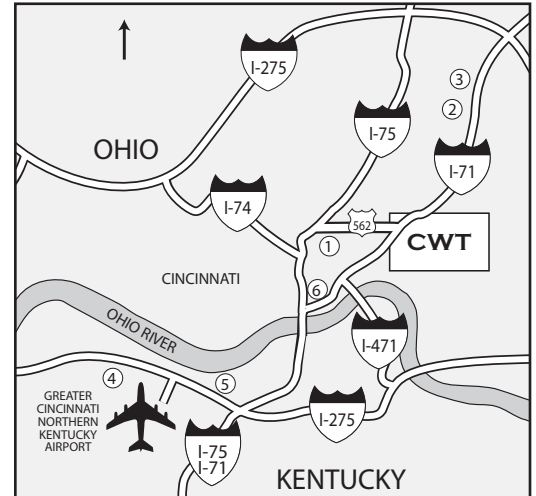 I-275
3
2
I-75
OHIO
I-71
I-74
562
1
CWT
CINCINNATI
6
OHIO RIVER
I-471
4
5
GREATER
CINCINNATI
NORTHERN
KENTUCKY
AIRPORT
I-275
I-75
I-71
KENTUCKY